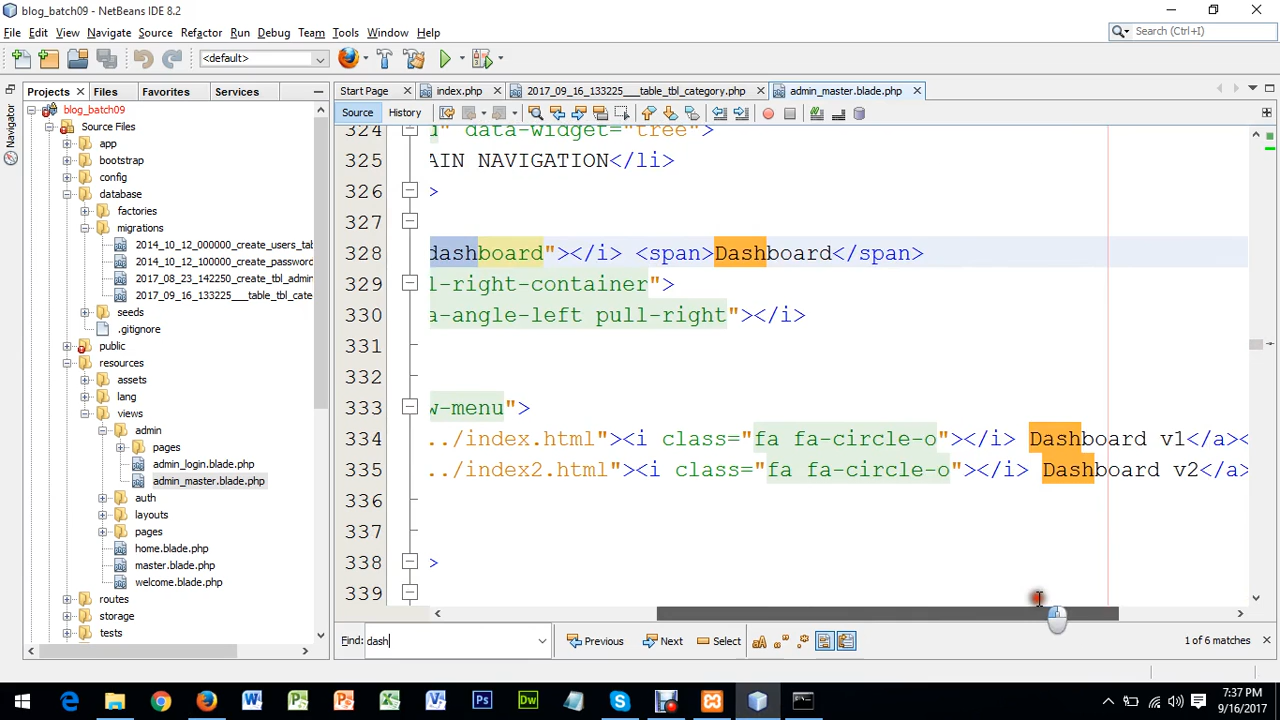 blog_batch09 - NetBeans IDE 8.2
File Edit View Navigate Source Refactor Run Debug Team Tools Window Help
Search (Ctrl+I)
<default>
Projects Files Favorites Services
Start Page index.php 2017_09_16_133225___table_tbl_category.php admin_master.blade.php
Source History
Navigator
blog_batch09
Source Files
app
bootstrap
config
database
factories
migrations
2014_10_12_000000_create_users_tab
2014_10_12_100000_create_password
2017_08_23_142250_create_tbl_admin
2017_09_16_133225___table_tbl_cate
seeds
.gitignore
public
resources
assets
lang
views
admin
pages
admin_login.blade.php
admin_master.blade.php
auth
layouts
pages
home.blade.php
master.blade.php
welcome.blade.php
routes
storage
tests
324 " data-widget="tree">
325 AIN NAVIGATION</li>
326 >
327
328 dashboard"></i> <span>Dashboard</span>
329 l-right-container">
330 a-angle-left pull-right"></i>
331
332
333 w-menu">
334 ../index.html"><i class="fa fa-circle-o"></i> Dashboard v1</a><
335 ../index2.html"><i class="fa fa-circle-o"></i> Dashboard v2</a>
336
337
338 >
339
Find: dash Previous Next Select 1 of 6 matches
7:37 PM
9/16/2017